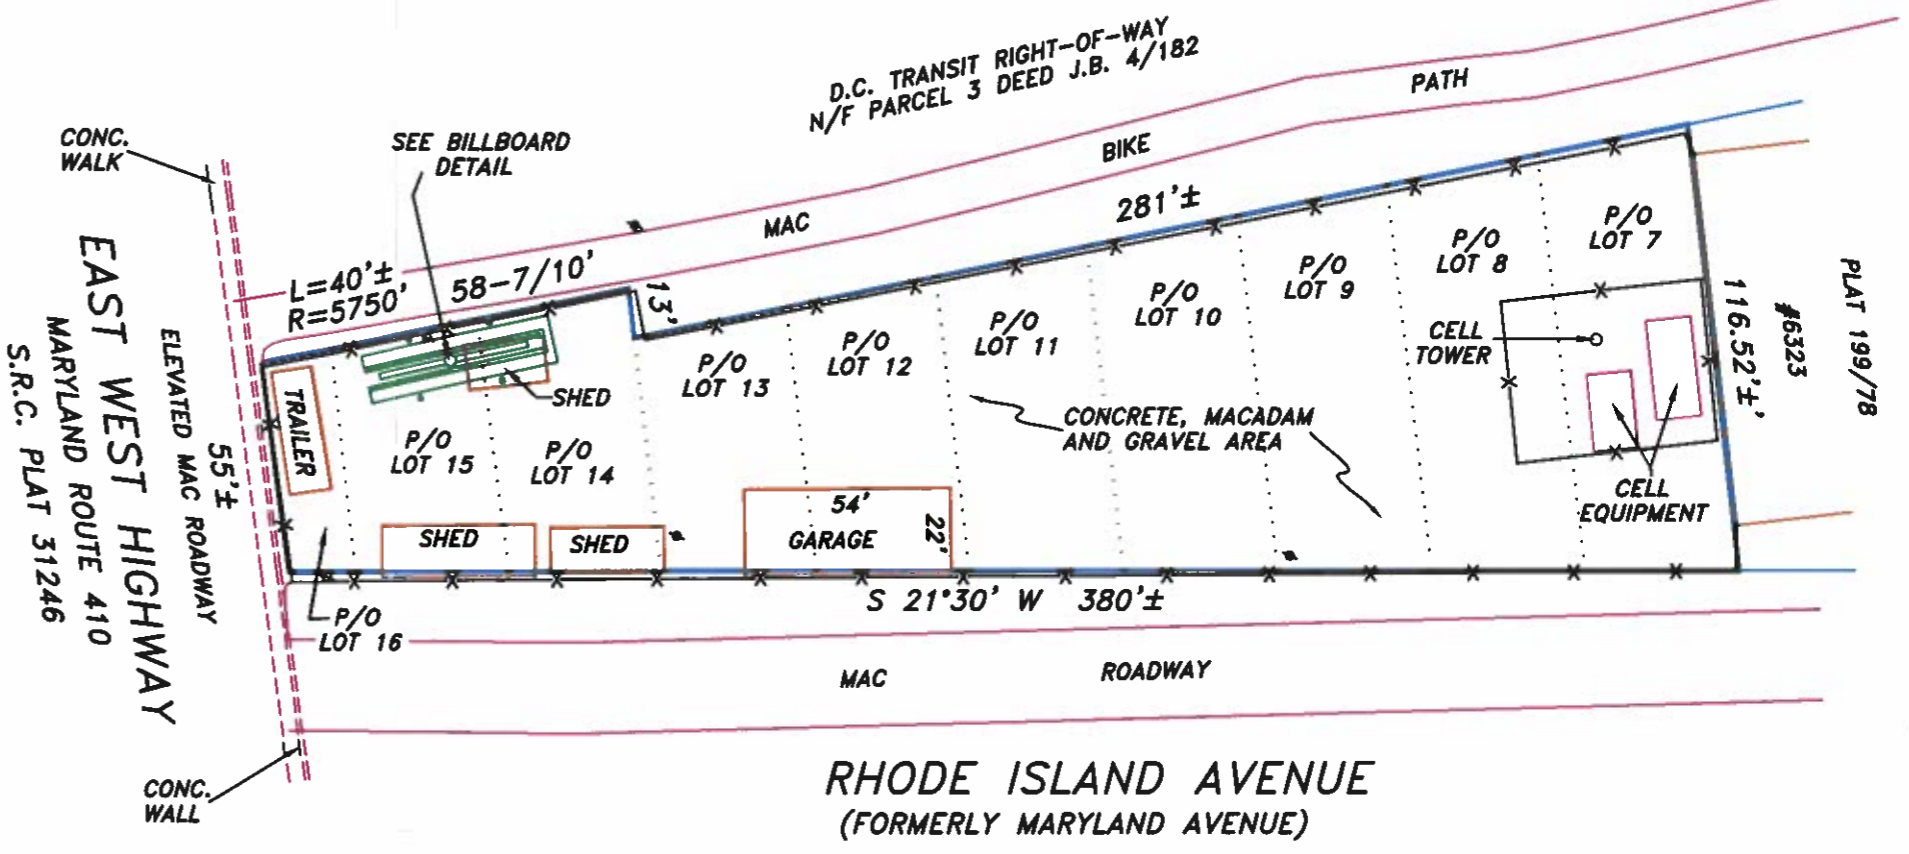 D.C. TRANSIT RIGHT-OF-WAY
N/F PARCEL 3 DEED J.B. 4/182
CONC.
WALK
SEE BILLBOARD
DETAIL
PATH
BIKE
MAC
281'±
L=40'±
R=5750'
58-7/10'
13'
P/O
LOT 7
P/O
LOT 8
P/O
LOT 9
P/O
LOT 10
P/O
LOT 11
P/O
LOT 12
P/O
LOT 13
P/O
LOT 14
P/O
LOT 15
P/O
LOT 16
CELL
TOWER
CELL
EQUIPMENT
116.52'±'
#6323
PLAT 199/78
TRAILER
SHED
SHED
SHED
54'
GARAGE
22'
CONCRETE, MACADAM
AND GRAVEL AREA
55'±
ELEVATED MAC ROADWAY
EAST WEST HIGHWAY
MARYLAND ROUTE 410
S.R.C. PLAT 31246
S 21°30' W 380'±
MAC ROADWAY
CONC.
WALL
RHODE ISLAND AVENUE
(FORMERLY MARYLAND AVENUE)